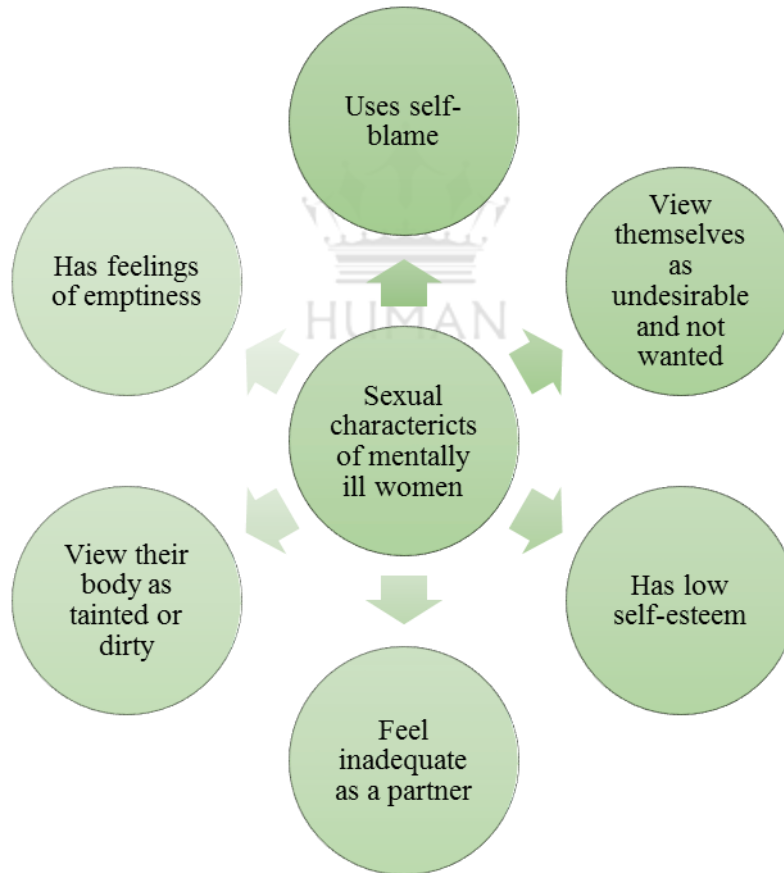 Uses self-
blame
View
themselves
as
undesirable
and not
wanted
Has low
self-esteem
Feel
inadequate
as a partner
View their
body as
tainted or
dirty
Has feelings
of emptiness
HUMAN
Sexual
charactericts
of mentally
ill women